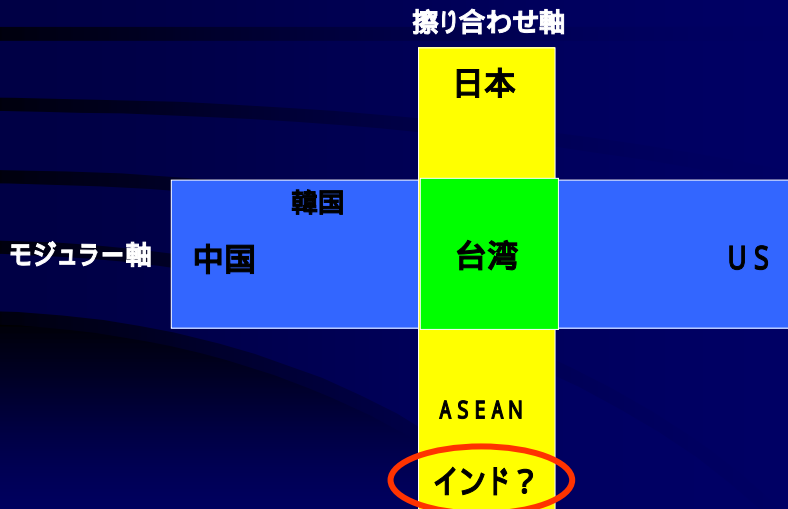 擦り合わせ軸
日本
韓国
モジュラー軸
中国
台湾
US
ASEAN
インド？